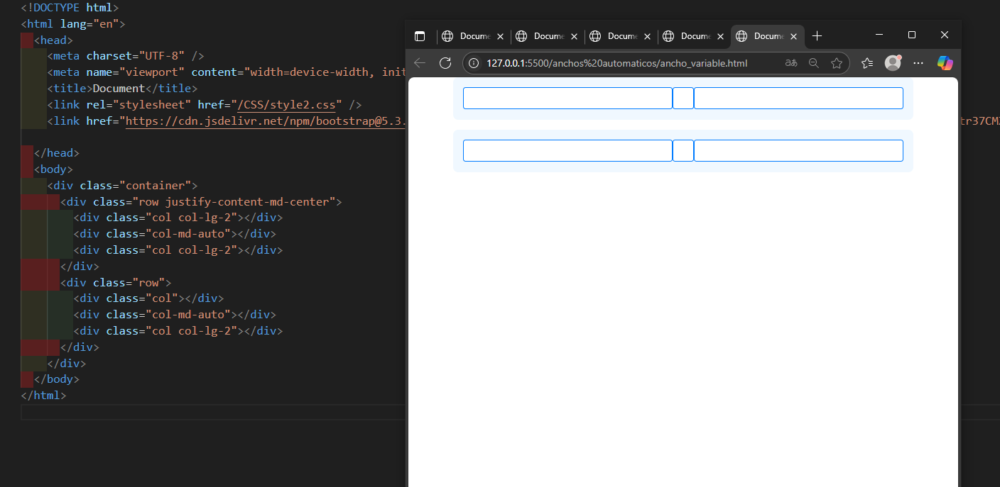 <!DOCTYPE html>
<html lang="en">
<head>
<meta charset="UTF-8" />
<meta name="viewport" content="width=device-width, init
<title>Document</title>
<link rel="stylesheet" href="/CSS/style2.css" />
<link href="https://cdn.jsdelivr.net/npm/bootstrap@5.3. tr37CM
</head>
<body>
<div class="container">
<div class="row justify-content-md-center">
<div class="col col-lg-2"></div>
<div class="col-md-auto"></div>
<div class="col col-lg-2"></div>
</div>
<div class="row">
<div class="col"></div>
<div class="col-md-auto"></div>
<div class="col col-lg-2"></div>
</div>
</div>
</body>
</html>
Docume Docume Docume Docume Docume
127.0.0.1:5500/anchos%20automaticos/ancho_variable.html